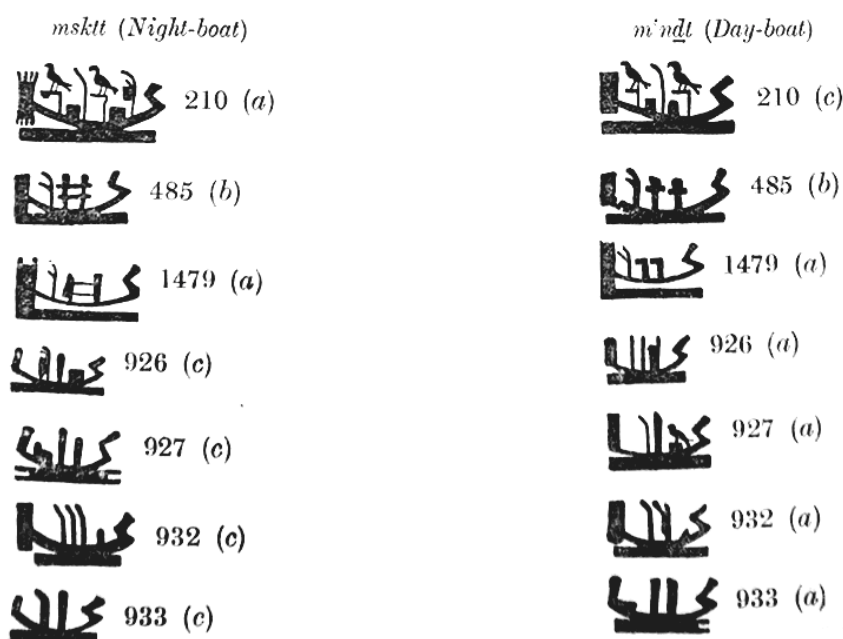 msktt (Night-boat)
210 (a)
485 (b)
1479 (a)
926 (c)
927 (c)
932 (c)
933 (c)
mʿnḏt (Day-boat)
210 (c)
485 (b)
1479 (a)
926 (a)
927 (a)
932 (a)
933 (a)